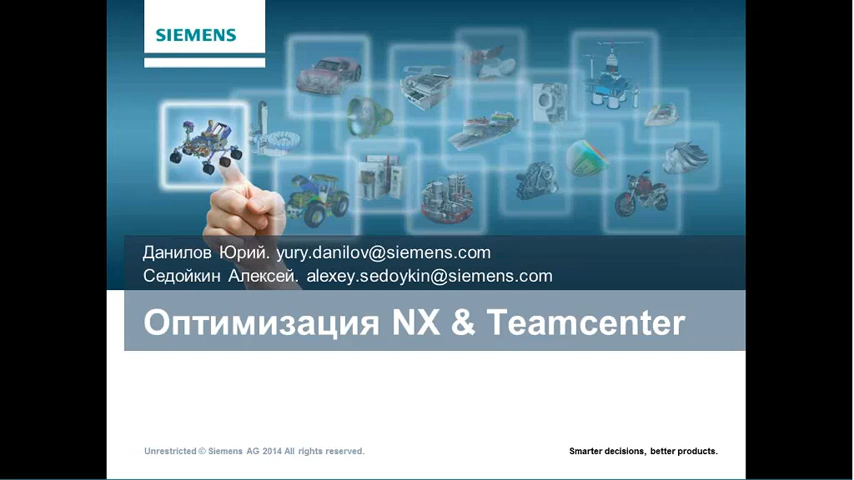 SIEMENS
Данилов Юрий. yury.danilov@siemens.com
Седойкин Алексей. alexey.sedoykin@siemens.com
Оптимизация NX & Teamcenter
Unrestricted © Siemens AG 2014 All rights reserved.
Smarter decisions, better products.